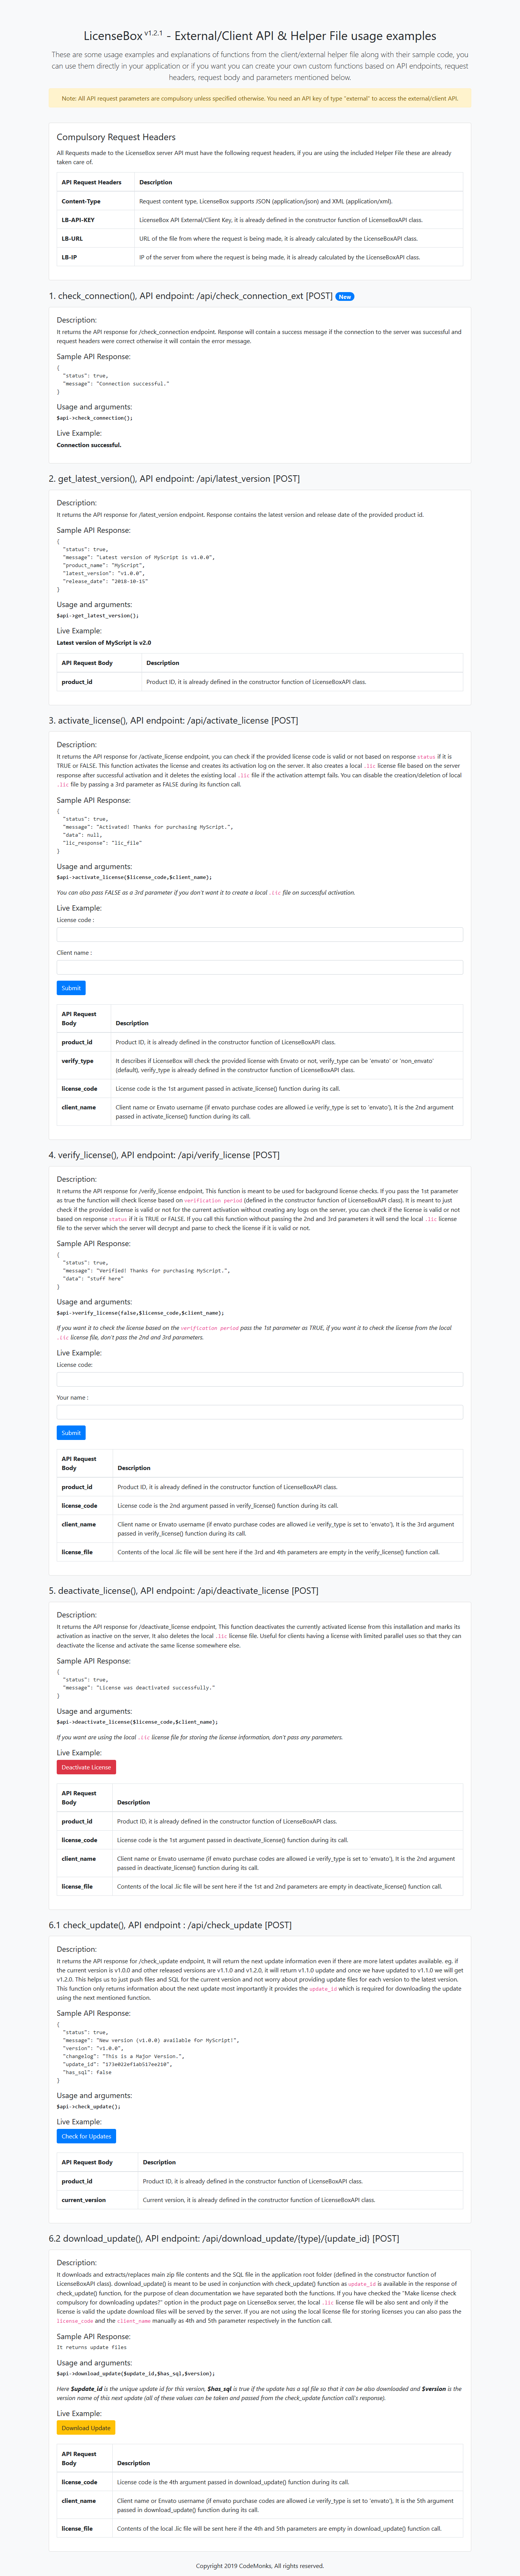 LicenseBox v1.2.1 - External/Client API & Helper File usage examples
These are some usage examples and explanations of functions from the client/external helper file along with their sample code, you
can use them directly in your application or if you want you can create your own custom functions based on API endpoints, request
headers, request body and parameters mentioned below.
Note: All API request parameters are compulsory unless specified otherwise. You need an API key of type "external" to access the external/client API.
Compulsory Request Headers
All Requests made to the LicenseBox server API must have the following request headers, if you are using the included Helper File these are already
taken care of.
API Request Headers Description
Content-Type Request content type, LicenseBox supports JSON (application/json) and XML (application/xml).
LB-API-KEY LicenseBox API External/Client Key, it is already defined in the constructor function of LicenseBoxAPI class.
LB-URL URL of the file from where the request is being made, it is already calculated by the LicenseBoxAPI class.
LB-IP IP of the server from where the request is being made, it is already calculated by the LicenseBoxAPI class.
1. check_connection(), API endpoint: /api/check_connection_ext [POST] New
Description:
It returns the API response for /check_connection endpoint. Response will contain a success message if the connection to the server was successful and
request headers were correct otherwise it will contain the error message.
Sample API Response:
{
"status": true,
"message": "Connection successful."
}
Usage and arguments:
$api->check_connection();
Live Example:
Connection successful.
2. get_latest_version(), API endpoint: /api/latest_version [POST]
Description:
It returns the API response for /latest_version endpoint. Response contains the latest version and release date of the provided product id.
Sample API Response:
{
"status": true,
"message": "Latest version of MyScript is v1.0.0",
"product_name": "MyScript",
"latest_version": "v1.0.0",
"release_date": "2018-10-15"
}
Usage and arguments:
$api->get_latest_version();
Live Example:
Latest version of MyScript is v2.0
API Request Body Description
product_id Product ID, it is already defined in the constructor function of LicenseBoxAPI class.
3. activate_license(), API endpoint: /api/activate_license [POST]
Description:
It returns the API response for /activate_license endpoint, you can check if the provided license code is valid or not based on response status if it is
TRUE or FALSE. This function activates the license and creates its activation log on the server. It also creates a local .lic license file based on the server
response after successful activation and it deletes the existing local .lic file if the activation attempt fails. You can disable the creation/deletion of local
.lic file by passing a 3rd parameter as FALSE during its function call.
Sample API Response:
{
"status": true,
"message": "Activated! Thanks for purchasing MyScript.",
"data": null,
"lic_response": "lic_file"
}
Usage and arguments:
$api->activate_license($license_code,$client_name);
You can also pass FALSE as a 3rd parameter if you don't want it to create a local .lic file on successful activation.
Live Example:
License code :
Client name :
Submit
API Request
Body Description
product_id Product ID, it is already defined in the constructor function of LicenseBoxAPI class.
verify_type It describes if LicenseBox will check the provided license with Envato or not, verify_type can be 'envato' or 'non_envato'
(default), verify_type is already defined in the constructor function of LicenseBoxAPI class.
license_code License code is the 1st argument passed in activate_license() function during its call.
client_name Client name or Envato username (if envato purchase codes are allowed i.e verify_type is set to 'envato'), It is the 2nd argument
passed in activate_license() function during its call.
4. verify_license(), API endpoint: /api/verify_license [POST]
Description:
It returns the API response for /verify_license endpoint, This function is meant to be used for background license checks. If you pass the 1st parameter
as true the function will check license based on verification period (defined in the constructor function of LicenseBoxAPI class). It is meant to just
check if the provided license is valid or not for the current activation without creating any logs on the server, you can check if the license is valid or not
based on response status if it is TRUE or FALSE. If you call this function without passing the 2nd and 3rd parameters it will send the local .lic license
file to the server which the server will decrypt and parse to check the license if it is valid or not.
Sample API Response:
{
"status": true,
"message": "Verified! Thanks for purchasing MyScript.",
"data": "stuff here"
}
Usage and arguments:
$api->verify_license(false,$license_code,$client_name);
If you want it to check the license based on the verification period pass the 1st parameter as TRUE, if you want it to check the license from the local
.lic license file, don't pass the 2nd and 3rd parameters.
Live Example:
License code:
Your name :
Submit
API Request
Body Description
product_id Product ID, it is already defined in the constructor function of LicenseBoxAPI class.
license_code License code is the 2nd argument passed in verify_license() function during its call.
client_name Client name or Envato username (if envato purchase codes are allowed i.e verify_type is set to 'envato'), It is the 3rd argument
passed in verify_license() function during its call.
license_file Contents of the local .lic file will be sent here if the 3rd and 4th parameters are empty in the verify_license() function call.
5. deactivate_license(), API endpoint: /api/deactivate_license [POST]
Description:
It returns the API response for /deactivate_license endpoint, This function deactivates the currently activated license from this installation and marks its
activation as inactive on the server, It also deletes the local .lic license file. Useful for clients having a license with limited parallel uses so that they can
deactivate the license and activate the same license somewhere else.
Sample API Response:
{
"status": true,
"message": "License was deactivated successfully."
}
Usage and arguments:
$api->deactivate_license($license_code,$client_name);
If you want are using the local .lic license file for storing the license information, don't pass any parameters.
Live Example:
Deactivate License
API Request
Body Description
product_id Product ID, it is already defined in the constructor function of LicenseBoxAPI class.
license_code License code is the 1st argument passed in deactivate_license() function during its call.
client_name Client name or Envato username (if envato purchase codes are allowed i.e verify_type is set to 'envato'), It is the 2nd argument
passed in deactivate_license() function during its call.
license_file Contents of the local .lic file will be sent here if the 1st and 2nd parameters are empty in deactivate_license() function call.
6.1 check_update(), API endpoint : /api/check_update [POST]
Description:
It returns the API response for /check_update endpoint, It will return the next update information even if there are more latest updates available. eg. if
the current version is v1.0.0 and other released versions are v1.1.0 and v1.2.0, it will return v1.1.0 update and once we have updated to v1.1.0 we will get
v1.2.0. This helps us to just push files and SQL for the current version and not worry about providing update files for each version to the latest version.
This function only returns information about the next update most importantly it provides the update_id which is required for downloading the update
using the next mentioned function.
Sample API Response:
{
"status": true,
"message": "New version (v1.0.0) available for MyScript!",
"version": "v1.0.0",
"changelog": "This is a Major Version.",
"update_id": "173e022ef1ab517ee210",
"has_sql": false
}
Usage and arguments:
$api->check_update();
Live Example:
Check for Updates
API Request Body Description
product_id Product ID, it is already defined in the constructor function of LicenseBoxAPI class.
current_version Current version, It is already defined in the constructor function of LicenseBoxAPI class.
6.2 download_update(), API endpoint: /api/download_update/{type}/{update_id} [POST]
Description:
It downloads and extracts/replaces main zip file contents and the SQL file in the application root folder (defined in the constructor function of
LicenseBoxAPI class). download_update() is meant to be used in conjunction with check_update() function as update_id is available in the response of
check_update() function, for the purpose of clean documentation we have separated both the functions. If you have checked the "Make license check
compulsory for downloading updates?" option in the product page on LicenseBox server, the local .lic license file will be also sent and only if the
license is valid the update download files will be served by the server. If you are not using the local license file for storing licenses you can also pass the
license_code and the client_name manually as 4th and 5th parameter respectively in the function call.
Sample API Response:
It returns update files
Usage and arguments:
$api->download_update($update_id,$has_sql,$version);
Here $update_id is the unique update id for this version, $has_sql is true if the update has a sql file so that it can be also downloaded and $version is the
version name of this next update (all of these values can be taken and passed from the check_update function call's response).
Live Example:
Download Update
API Request
Body Description
license_code License code is the 4th argument passed in download_update() function during its call.
client_name Client name or Envato username (if envato purchase codes are allowed i.e verify_type is set to 'envato'), It is the 5th argument
passed in download_update() function during its call.
license_file Contents of the local .lic file will be sent here if the 4th and 5th parameters are empty in download_update() function call.
Copyright 2019 CodeMonks, All rights reserved.